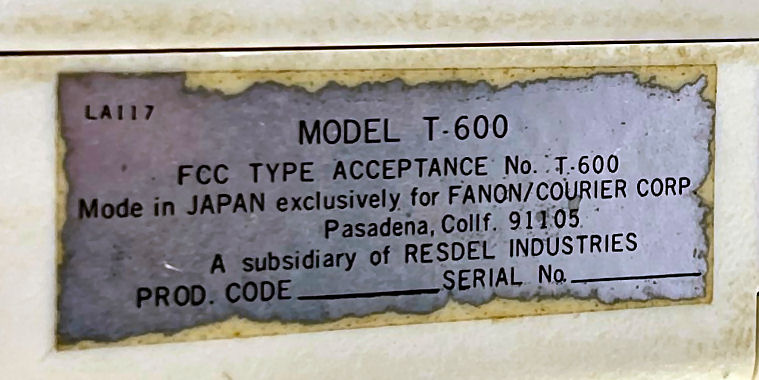 LA117
MODEL T-600
FCC TYPE ACCEPTANCE No. T-600
Made in JAPAN exclusively for FANON/COURIER CORP
Pasadena, Collf. 91105
A subsidiary of RESDEL INDUSTRIES
PROD. CODE SERIAL No.